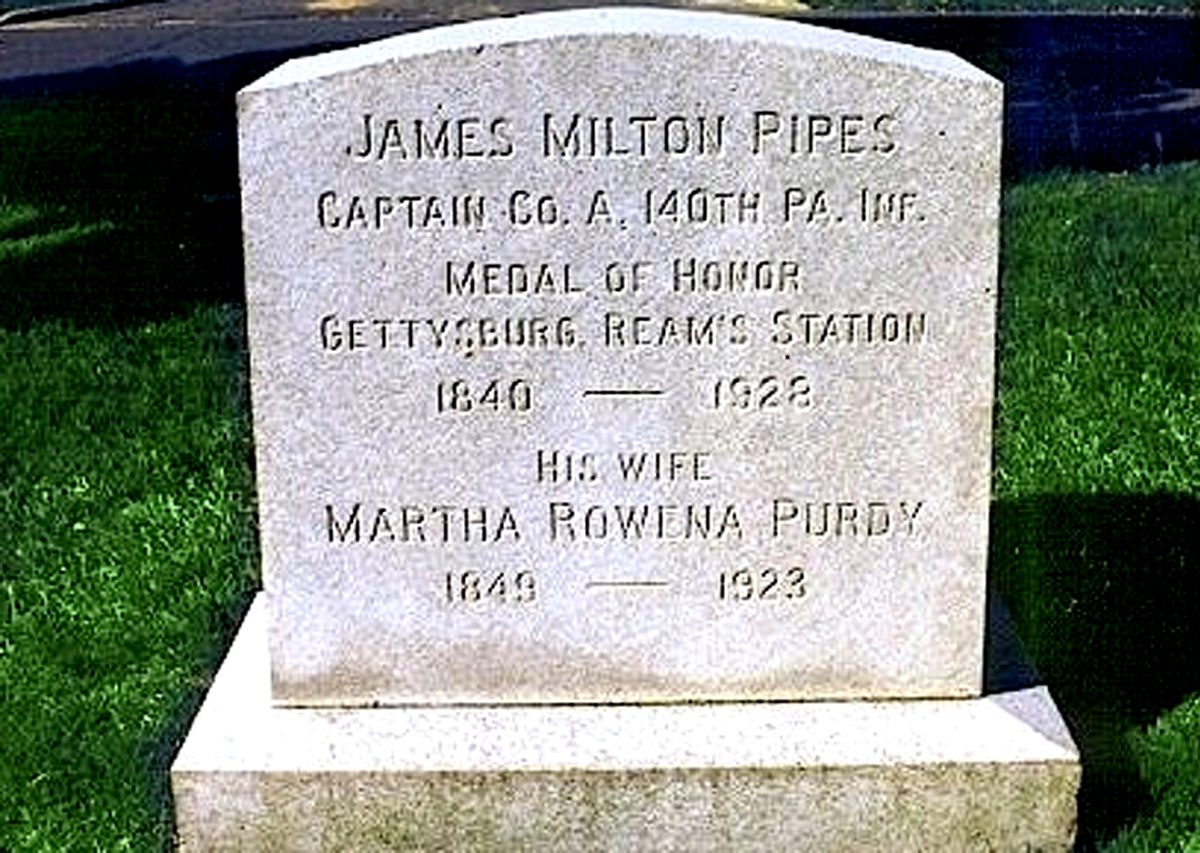 JAMES MILTON PIPES
CAPTAIN CO. A. 140TH PA. INF.
MEDAL OF HONOR
GETTYSBURG. REAM'S STATION
1840 — 1928
HIS WIFE
MARTHA ROWENA PURDY
1849 — 1923